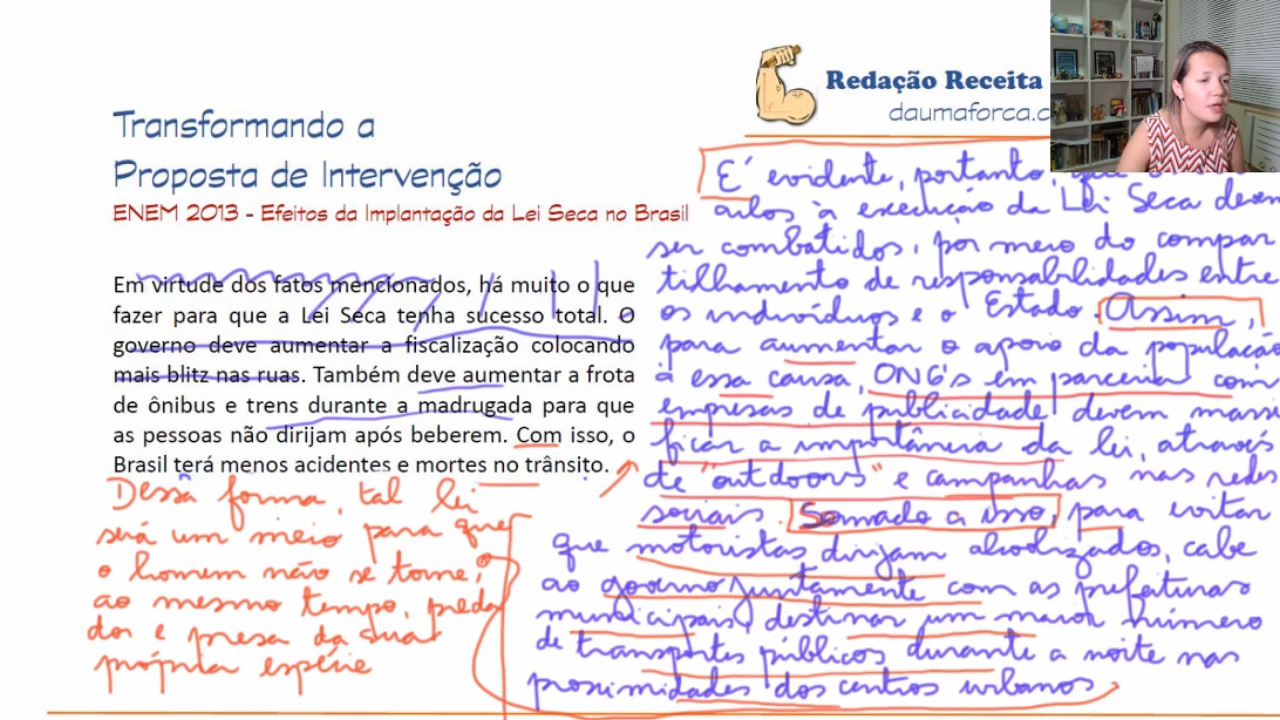 Redação Receita
daumaforca.c
Transformando a
Proposta de Intervenção
ENEM 2013 - Efeitos da Implantação da Lei Seca no Brasil
Em virtude dos fatos mencionados, há muito o que
fazer para que a Lei Seca tenha sucesso total. O
governo deve aumentar a fiscalização colocando
mais blitz nas ruas. Também deve aumentar a frota
de ônibus e trens durante a madrugada para que
as pessoas não dirijam após beberem. Com isso, o
Brasil terá menos acidentes e mortes no trânsito.
Dessa forma, tal lei
será um meio para que
o homem não se torne,
ao mesmo tempo, preda
dor e presa da sua
própria espécie
É evidente, portanto,
culos à execução da Lei Seca devem
ser combatidos, por meio do compar
tilhamento de responsabilidades entre
os indivíduos e o Estado. Assim,
para aumentar o apoio da população
a essa causa, ONG's em parceria com
empresas de publicidade devem massi
ficar a importância da lei, através
de "outdoors" e campanhas nas redes
sociais. Somado a isso, para evitar
que motoristas dirijam alcoolizados, cabe
ao governo juntamente com as prefeituras
municipais destinar um maior número
de transportes públicos durante a noite nas
proximidades dos centros urbanos